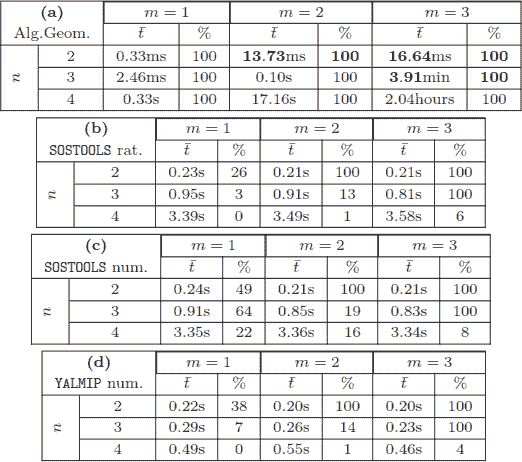 (a) m = 1 m = 2 m = 3
Alg.Geom. t̄ % t̄ % t̄ %
n 2 0.33ms 100 13.73ms 100 16.64ms 100
3 2.46ms 100 0.10s 100 3.91min 100
4 0.33s 100 17.16s 100 2.04hours 100
(b) m = 1 m = 2 m = 3
SOSTOOLS rat. t̄ % t̄ % t̄ %
n 2 0.23s 26 0.21s 100 0.21s 100
3 0.95s 3 0.91s 13 0.81s 100
4 3.39s 0 3.49s 1 3.58s 6
(c) m = 1 m = 2 m = 3
SOSTOOLS num. t̄ % t̄ % t̄ %
n 2 0.24s 49 0.21s 100 0.21s 100
3 0.91s 64 0.85s 19 0.83s 100
4 3.35s 22 3.36s 16 3.34s 8
(d) m = 1 m = 2 m = 3
YALMIP num. t̄ % t̄ % t̄ %
n 2 0.22s 38 0.20s 100 0.20s 100
3 0.29s 7 0.26s 14 0.23s 100
4 0.49s 0 0.55s 1 0.46s 4